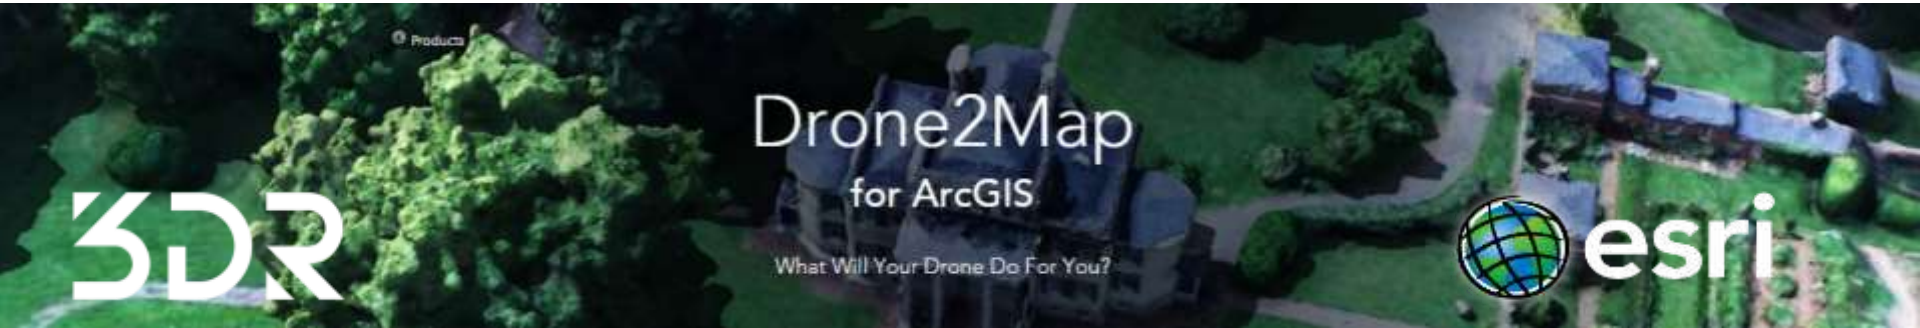 Products
Drone2Map
for ArcGIS
What Will Your Drone Do For You?
3DR
esri